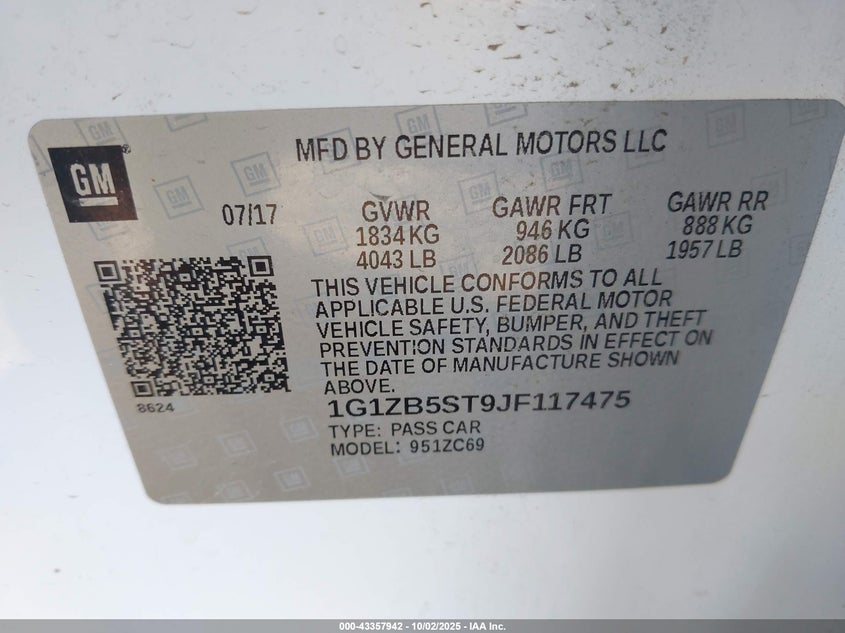 GM
MFD BY GENERAL MOTORS LLC
07/17
GVWR
1834 KG
4043 LB
GAWR FRT
946 KG
2086 LB
GAWR RR
888 KG
1957 LB
THIS VEHICLE CONFORMS TO ALL
APPLICABLE U.S. FEDERAL MOTOR
VEHICLE SAFETY, BUMPER, AND THEFT
PREVENTION STANDARDS IN EFFECT ON
THE DATE OF MANUFACTURE SHOWN
ABOVE.
8624
1G1ZB5ST9JF117475
TYPE: PASS CAR
MODEL: 951ZC69
000-43357942 - 10/02/2025 - IAA Inc.